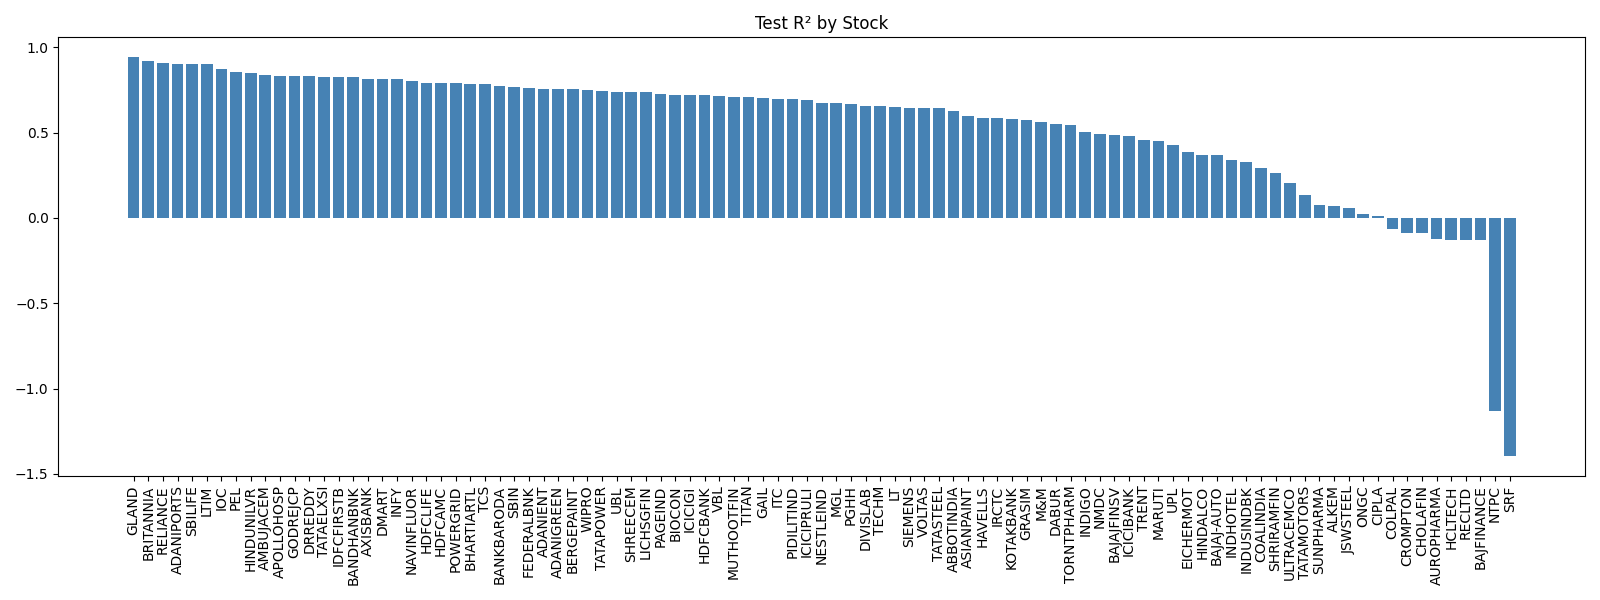 Test R² by Stock
1.0
0.5
0.0
−0.5
−1.0
−1.5
GLAND
BRITANNIA
RELIANCE
ADANIPORTS
SBILIFE
LTIM
IOC
PEL
HINDUNILVR
AMBUJACEM
APOLLOHOSP
GODREJCP
DRREDDY
TATAELXSI
IDFCFIRSTB
BANDHANBNK
AXISBANK
DMART
INFY
NAVINFLUOR
HDFCLIFE
HDFCAMC
POWERGRID
BHARTIARTL
TCS
BANKBARODA
SBIN
FEDERALBNK
ADANIENT
ADANIGREEN
BERGEPAINT
WIPRO
TATAPOWER
UBL
SHREECEM
LICHSGFIN
PAGEIND
BIOCON
ICICIGI
HDFCBANK
VBL
MUTHOOTFIN
TITAN
GAIL
ITC
PIDILITIND
ICICIPRULI
NESTLEIND
MGL
PGHH
DIVISLAB
TECHM
LT
SIEMENS
VOLTAS
TATASTEEL
ABBOTINDIA
ASIANPAINT
HAVELLS
IRCTC
KOTAKBANK
GRASIM
M&M
DABUR
TORNTPHARM
INDIGO
NMDC
BAJAJFINSV
ICICIBANK
TRENT
MARUTI
UPL
EICHERMOT
HINDALCO
BAJAJ-AUTO
INDHOTEL
INDUSINDBK
COALINDIA
SHRIRAMFIN
ULTRACEMCO
TATAMOTORS
SUNPHARMA
ALKEM
JSWSTEEL
ONGC
CIPLA
COLPAL
CROMPTON
CHOLAFIN
AUROPHARMA
HCLTECH
RECLTD
BAJFINANCE
NTPC
SRF